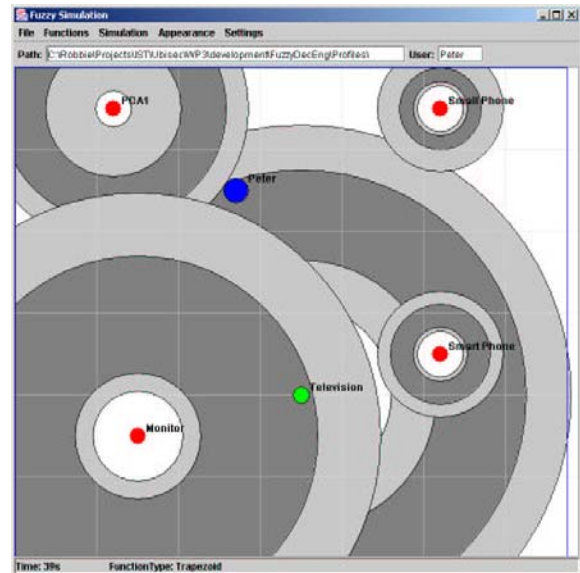 Fuzzy Simulation
File Functions Simulation Appearance Settings
Path: C:\Robbie\Projects\IST\Ubisec\WP3\development\FuzzyDecEng\Profiles\ User: Peter
PDA1
Small Phone
Peter
Smart Phone
Television
Monitor
Time: 39s FunctionType: Trapezoid